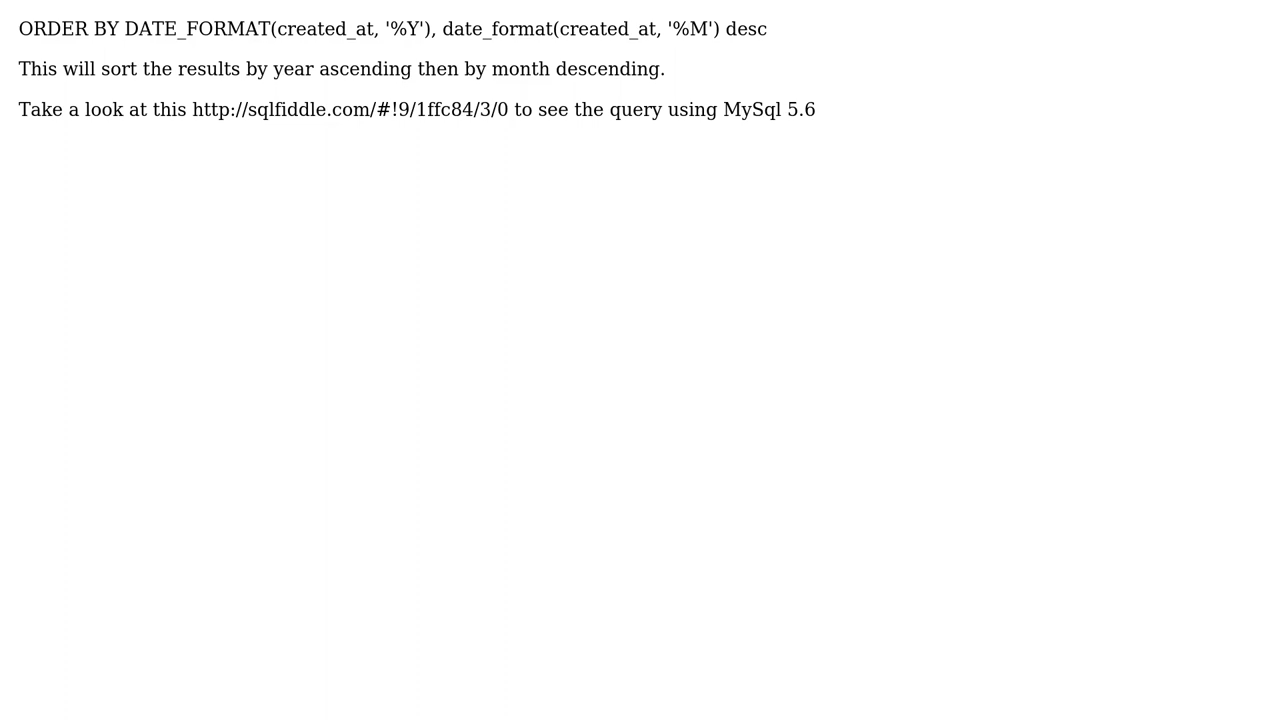 ORDER BY DATE_FORMAT(created_at, '%Y'), date_format(created_at, '%M') desc
This will sort the results by year ascending then by month descending.
Take a look at this http://sqlfiddle.com/#!9/1ffc84/3/0 to see the query using MySql 5.6